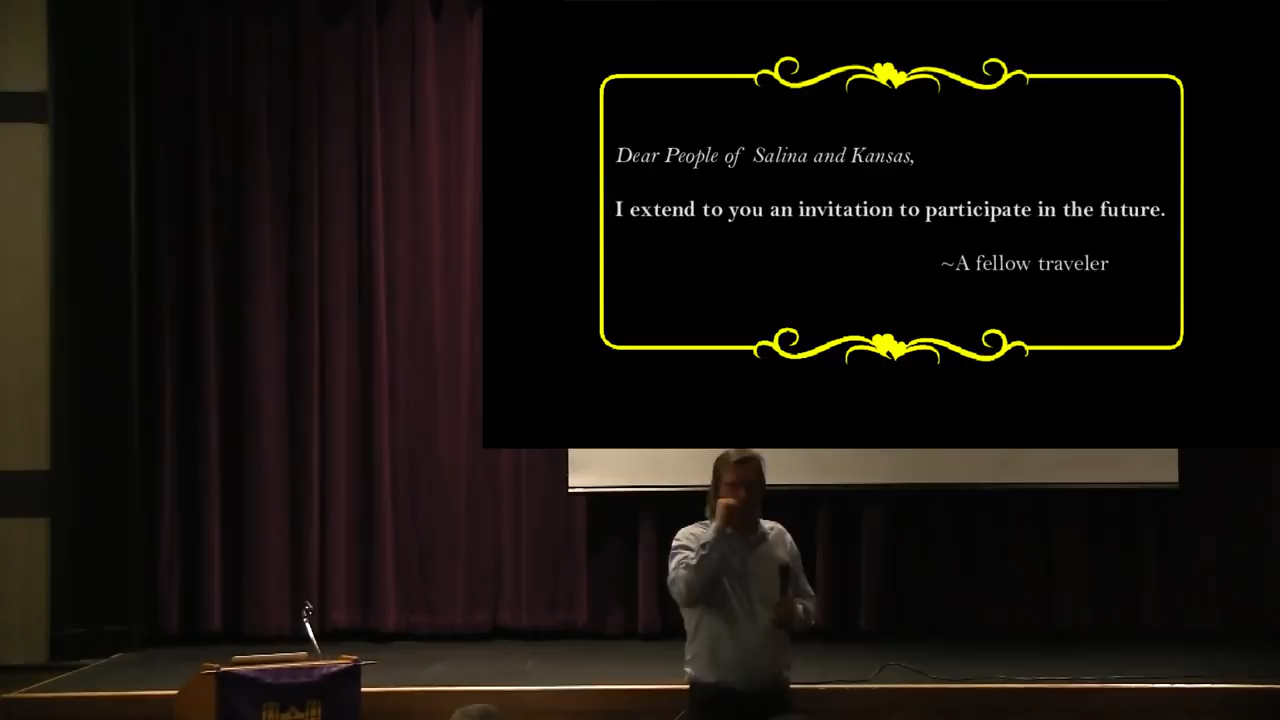 Dear People of Salina and Kansas,
I extend to you an invitation to participate in the future.
~A fellow traveler